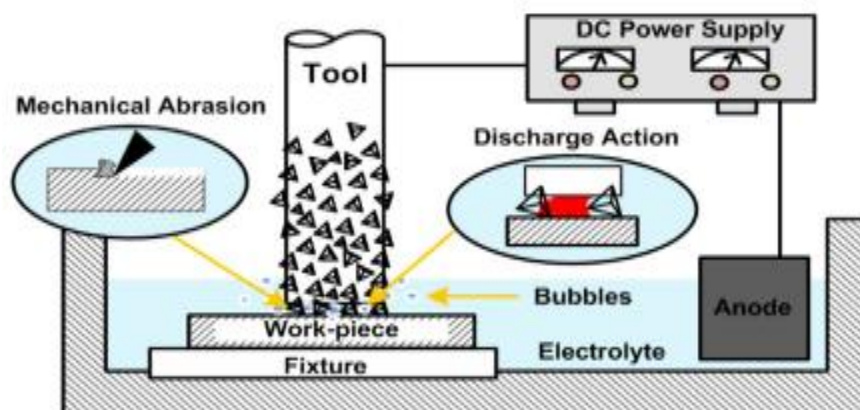 DC Power Supply
Tool
Mechanical Abrasion
Discharge Action
Bubbles
Anode
Work-piece
Electrolyte
Fixture